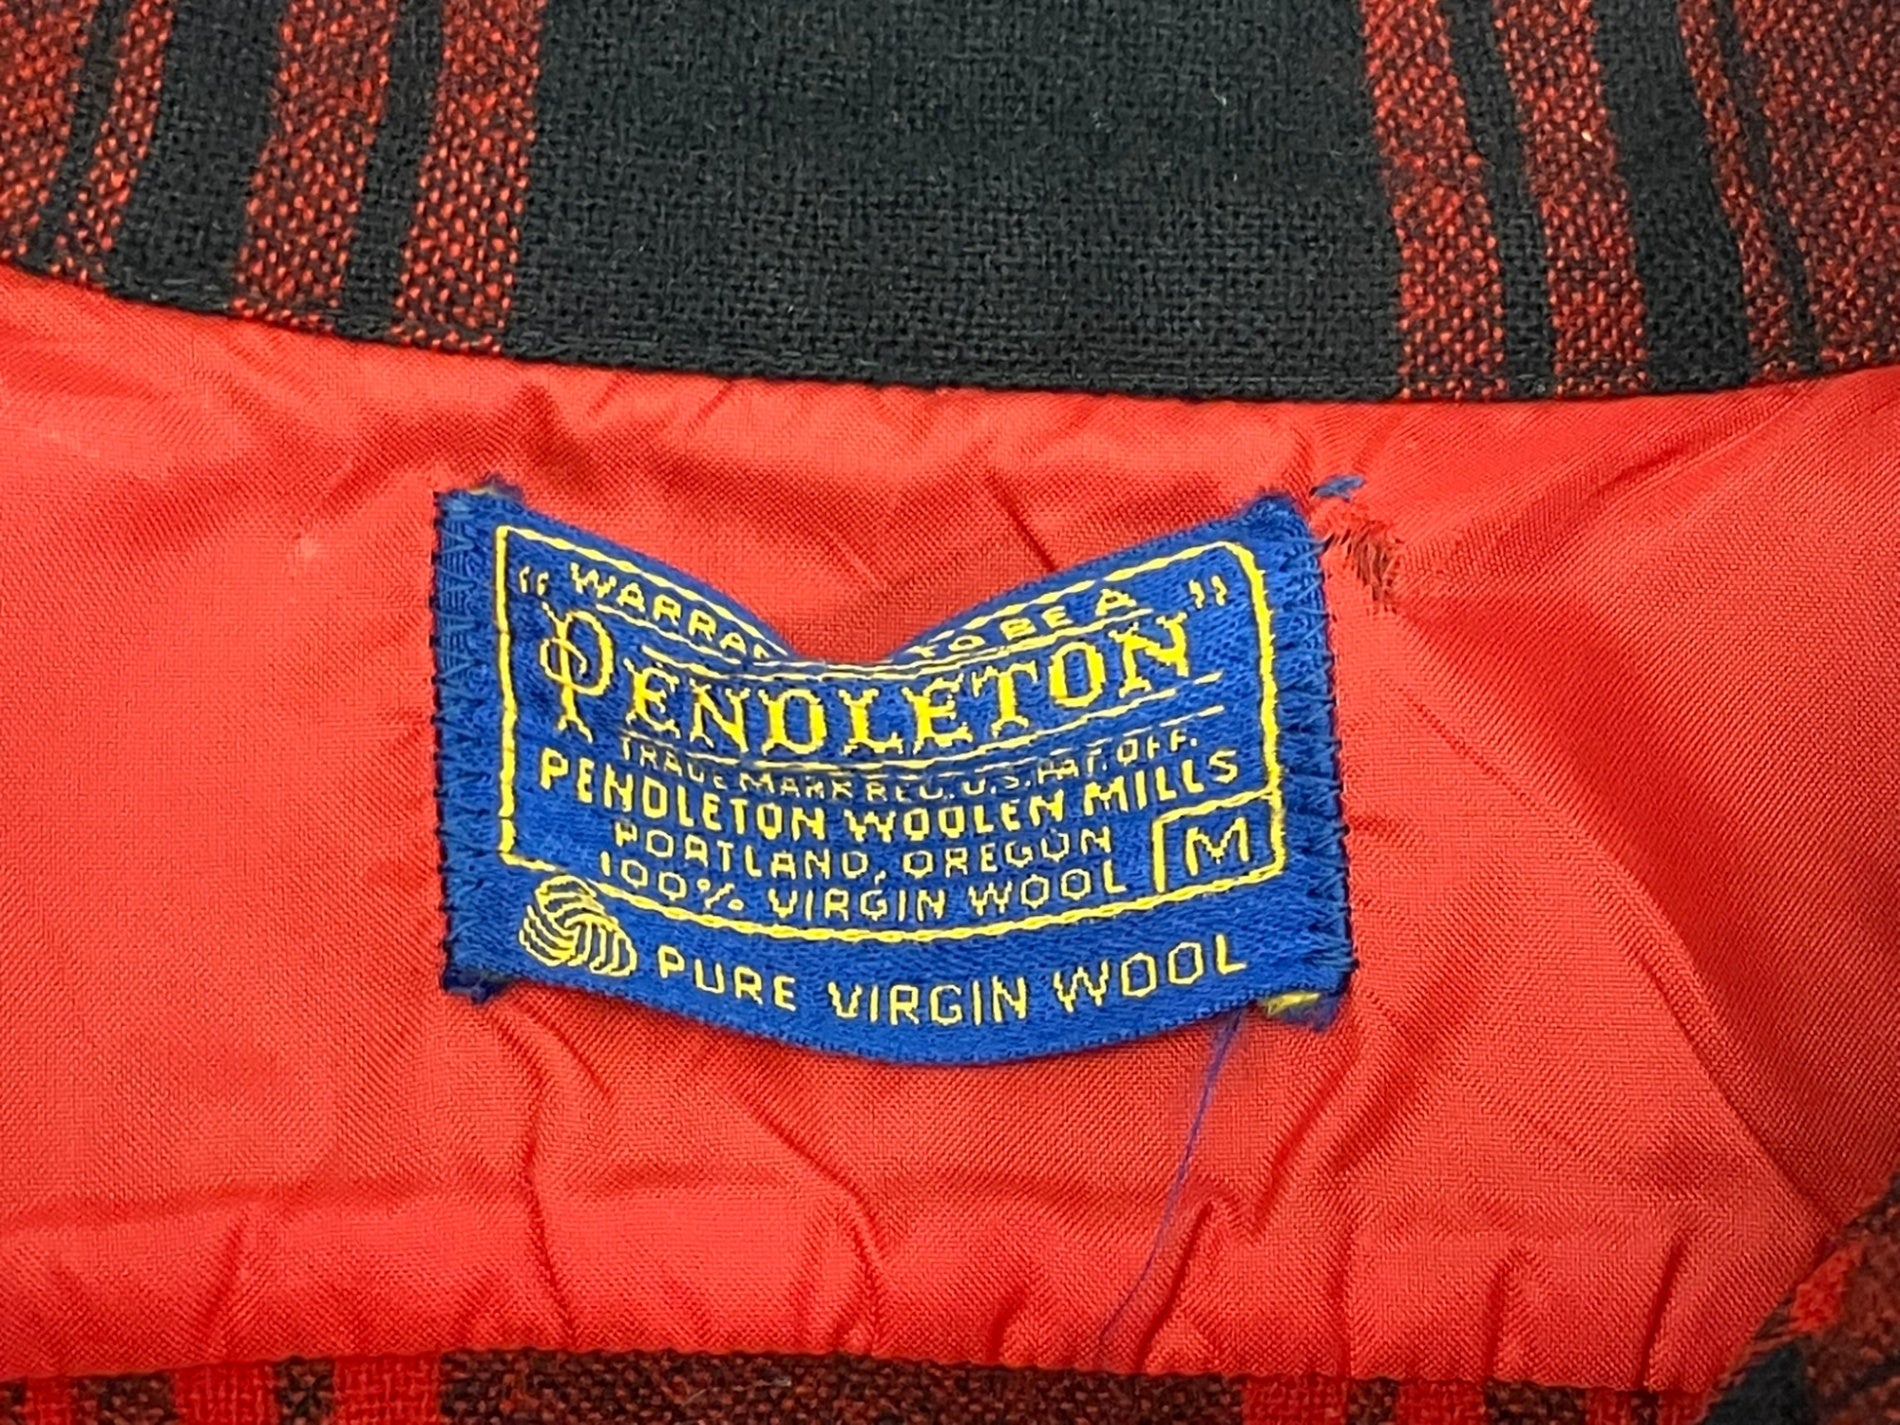 "WARRAN TO BE A
PENDLETON"
TRADE MARK REG. U.S. PAT. OFF.
PENDLETON WOOLEN MILLS
PORTLAND, OREGON
100% VIRGIN WOOL
M
PURE VIRGIN WOOL